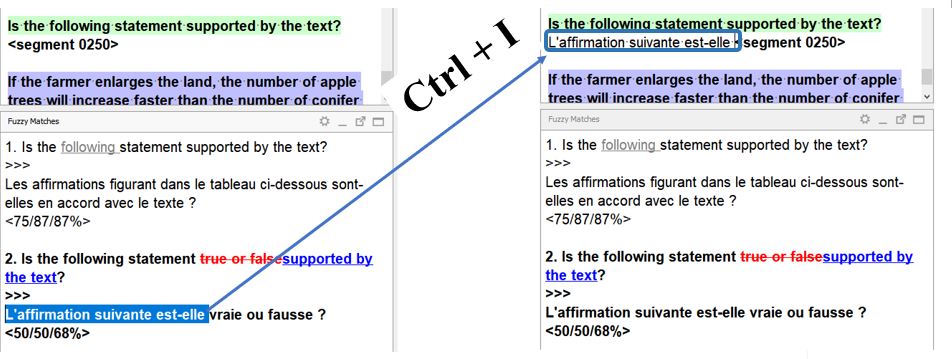 Is the following statement supported by the text?
<segment 0250>
If the farmer enlarges the land, the number of apple
trees will increase faster than the number of conifer
Fuzzy Matches
1. Is the following statement supported by the text?
>>>
Les affirmations figurant dans le tableau ci-dessous sont-
elles en accord avec le texte ?
<75/87/87%>
2. Is the following statement true or falsesupported by
the text?
>>>
L'affirmation suivante est-elle vraie ou fausse ?
<50/50/68%>
Ctrl + I
Is the following statement supported by the text?
L'affirmation suivante est-elle <segment 0250>
If the farmer enlarges the land, the number of apple
trees will increase faster than the number of conifer
Fuzzy Matches
1. Is the following statement supported by the text?
>>>
Les affirmations figurant dans le tableau ci-dessous sont-
elles en accord avec le texte ?
<75/87/87%>
2. Is the following statement true or falsesupported by
the text?
>>>
L'affirmation suivante est-elle vraie ou fausse ?
<50/50/68%>